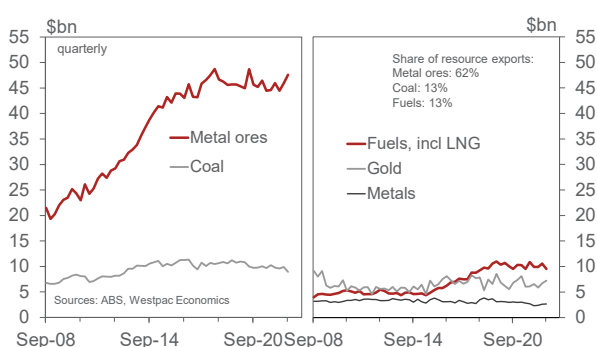 $bn
$bn
55
50
45
40
35
30
25
20
15
10
5
0
quarterly
Metal ores
Coal
Sources: ABS, Westpac Economics
Sep-08
Sep-14
Sep-20
Share of resource exports:
Metal ores: 62%
Coal: 13%
Fuels: 13%
Fuels, incl LNG
Gold
Metals
Sep-08
Sep-14
Sep-20
55
50
45
40
35
30
25
20
15
10
5
0